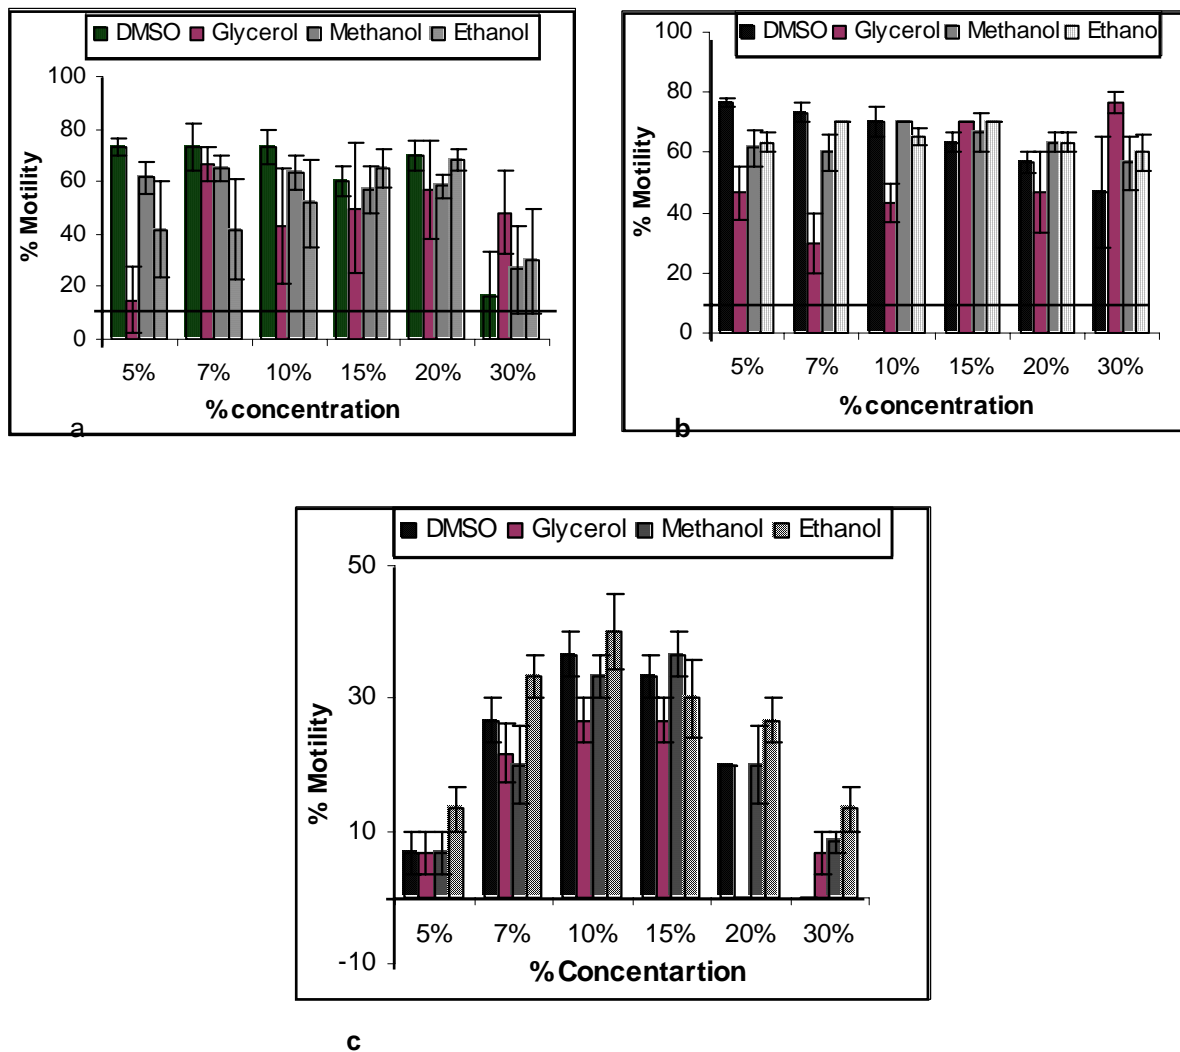 DMSO Glycerol Methanol Ethanol
100
80
60
40
20
0
% Motility
5% 7% 10% 15% 20% 30%
% concentration
a
DMSO Glycerol Methanol Ethanol
100
80
60
40
20
0
% Motility
5% 7% 10% 15% 20% 30%
% concentration
b
DMSO Glycerol Methanol Ethanol
50
30
10
-10
% Motility
5% 7% 10% 15% 20% 30%
% Concentartion
c